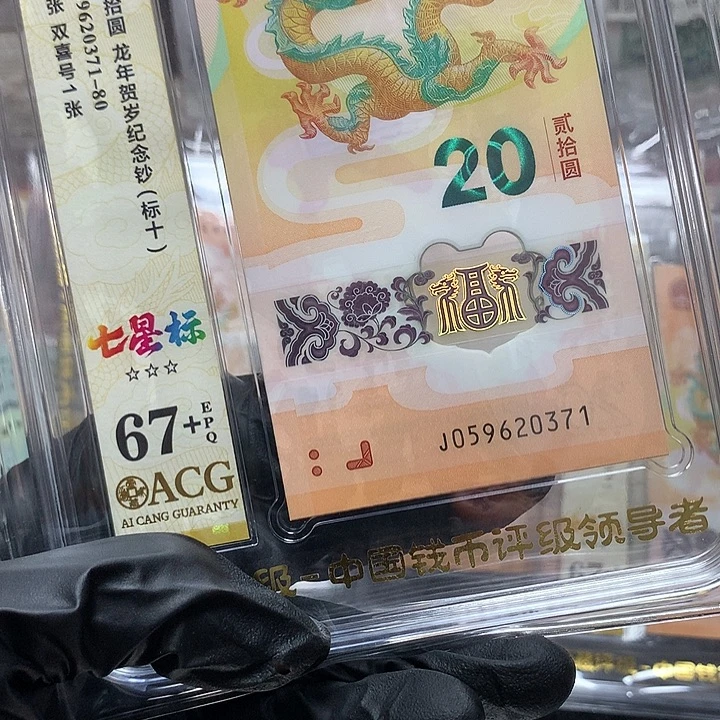 拾圆 龙年贺岁纪念钞(标十)
9620371-80
张 双喜号1张
七星标
☆☆☆
67+EPQ
ACG
AI CANG GUARANTY
20
贰拾圆
J059620371
级-中国钱币评级领导者